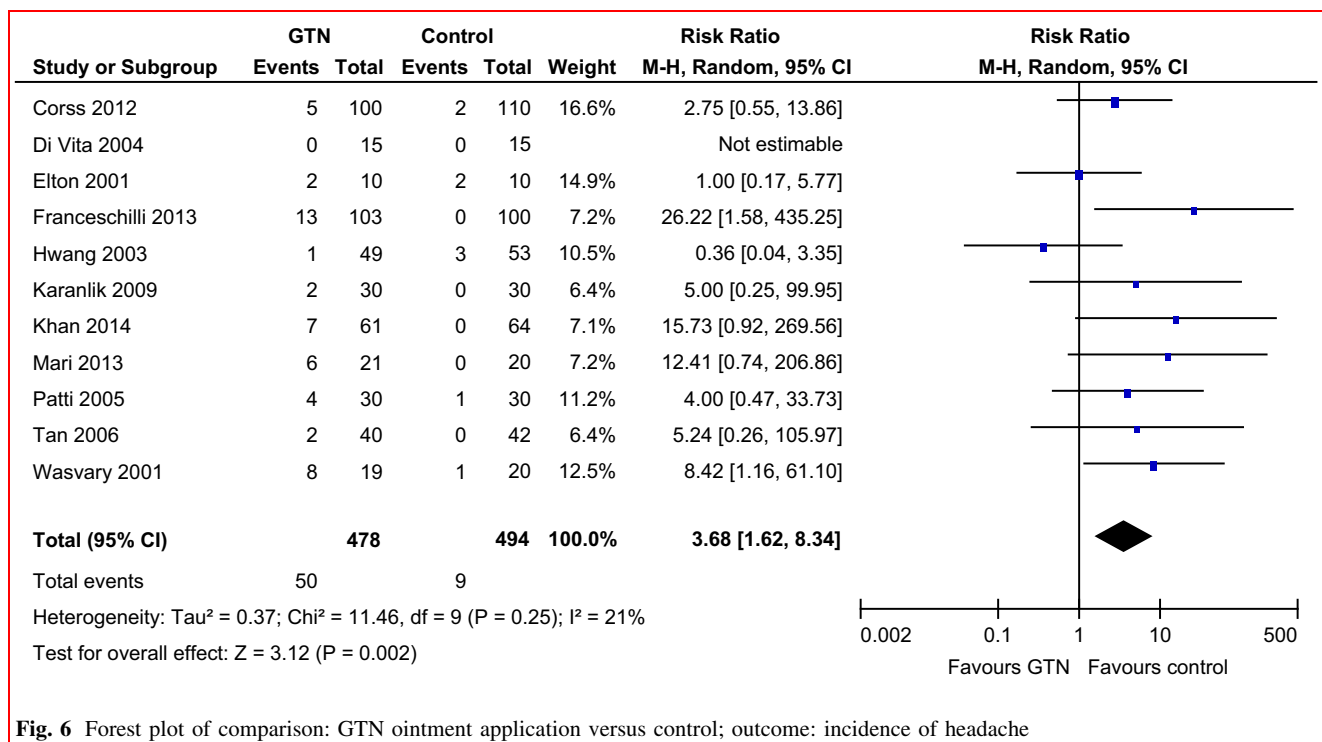 GTN Control Risk Ratio Risk Ratio
Study or Subgroup Events Total Events Total Weight M-H, Random, 95% CI M-H, Random, 95% CI
Corss 2012 5 100 2 110 16.6% 2.75 [0.55, 13.86]
Di Vita 2004 0 15 0 15 Not estimable
Elton 2001 2 10 2 10 14.9% 1.00 [0.17, 5.77]
Franceschilli 2013 13 103 0 100 7.2% 26.22 [1.58, 435.25]
Hwang 2003 1 49 3 53 10.5% 0.36 [0.04, 3.35]
Karanlik 2009 2 30 0 30 6.4% 5.00 [0.25, 99.95]
Khan 2014 7 61 0 64 7.1% 15.73 [0.92, 269.56]
Mari 2013 6 21 0 20 7.2% 12.41 [0.74, 206.86]
Patti 2005 4 30 1 30 11.2% 4.00 [0.47, 33.73]
Tan 2006 2 40 0 42 6.4% 5.24 [0.26, 105.97]
Wasvary 2001 8 19 1 20 12.5% 8.42 [1.16, 61.10]
Total (95% CI) 478 494 100.0% 3.68 [1.62, 8.34]
Total events 50 9
Heterogeneity: Tau² = 0.37; Chi² = 11.46, df = 9 (P = 0.25); I² = 21%
Test for overall effect: Z = 3.12 (P = 0.002)
0.002 0.1 1 10 500
Favours GTN Favours control
Fig. 6 Forest plot of comparison: GTN ointment application versus control; outcome: incidence of headache